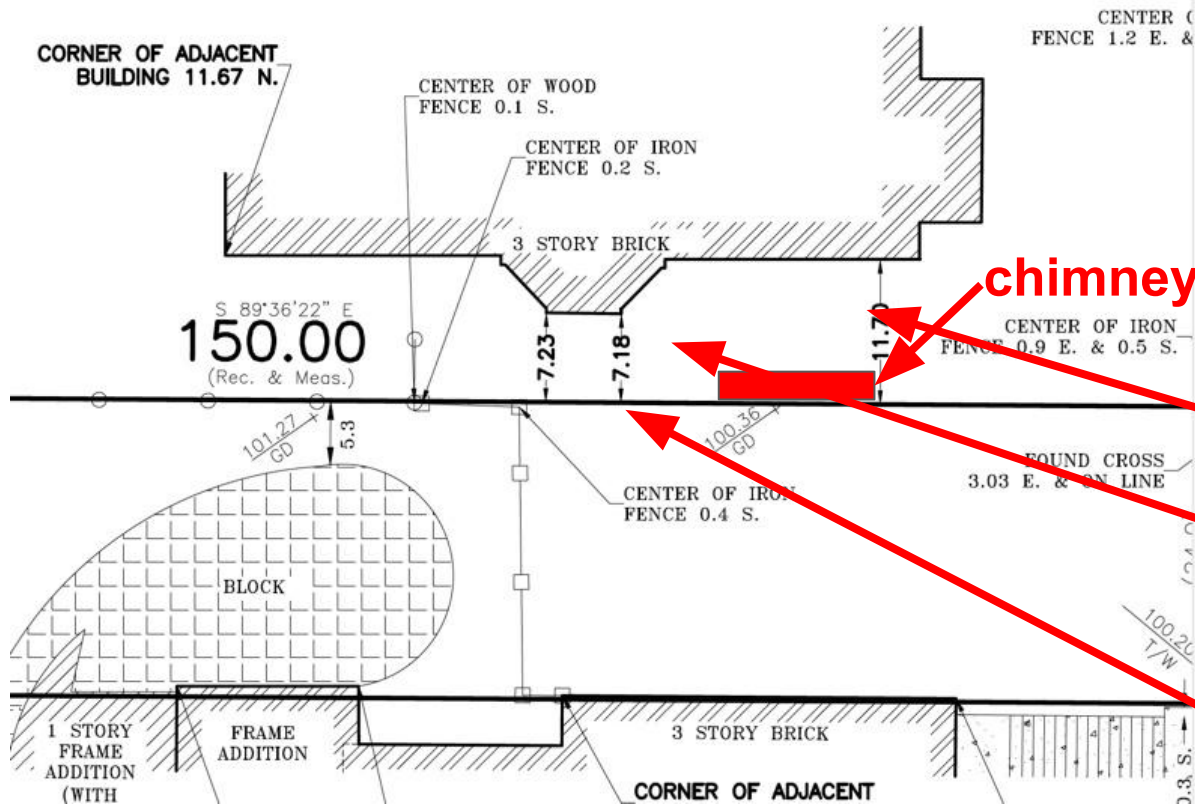 CENTER
FENCE 1.2 E. &
CORNER OF ADJACENT
BUILDING 11.67 N.
CENTER OF WOOD
FENCE 0.1 S.
CENTER OF IRON
FENCE 0.2 S.
3 STORY BRICK
chimney
S 89°36'22" E
150.00
(Rec. & Meas.)
7.23
7.18
11.70
CENTER OF IRON
FENCE 0.9 E. & 0.5 S.
101.27
GD
5.3
100.36
GD
FOUND CROSS
3.03 E. & ON LINE
CENTER OF IRON
FENCE 0.4 S.
BLOCK
100.20
T/W
1 STORY
FRAME
ADDITION
(WITH
FRAME
ADDITION
3 STORY BRICK
CORNER OF ADJACENT
0.3 S.